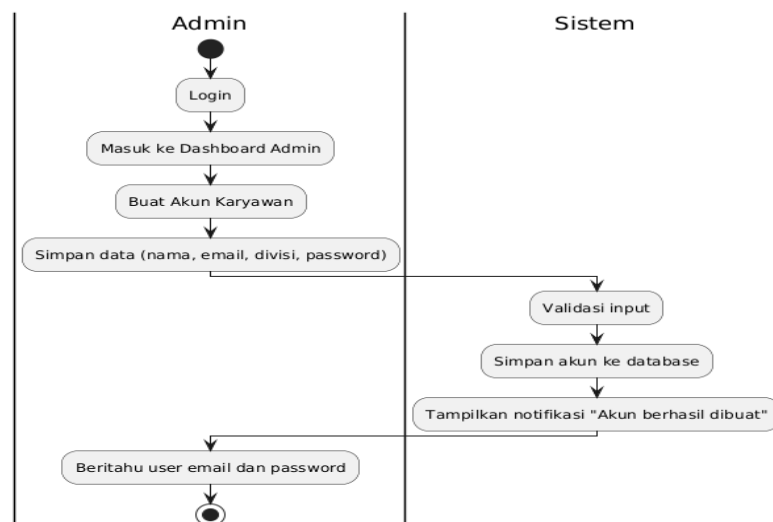 Admin
Sistem
Login
Masuk ke Dashboard Admin
Buat Akun Karyawan
Simpan data (nama, email, divisi, password)
Validasi input
Simpan akun ke database
Tampilkan notifikasi "Akun berhasil dibuat"
Beritahu user email dan password